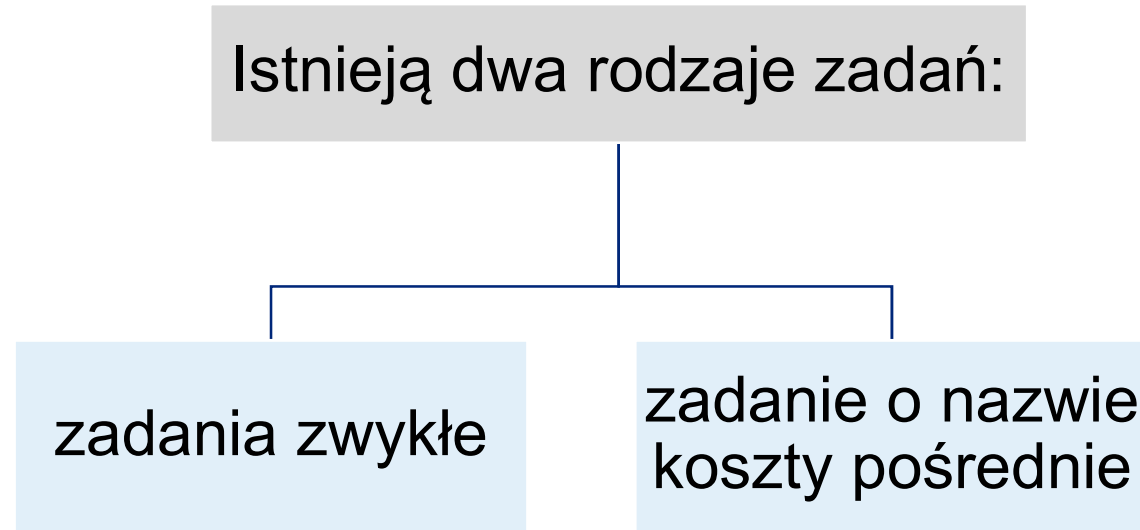 Istnieją dwa rodzaje zadań:
zadania zwykłe
zadanie o nazwie
koszty pośrednie